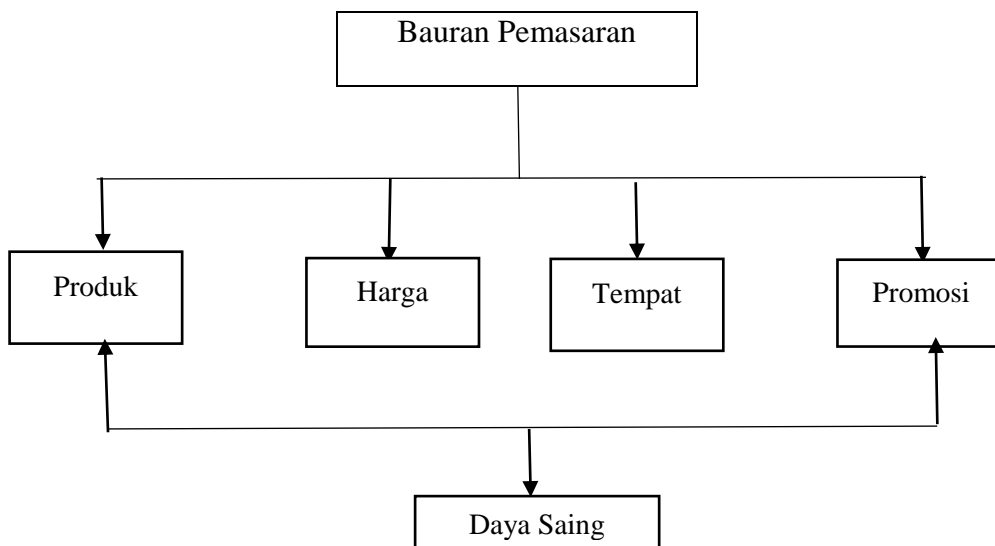 Bauran Pemasaran
Produk
Harga
Tempat
Promosi
Daya Saing